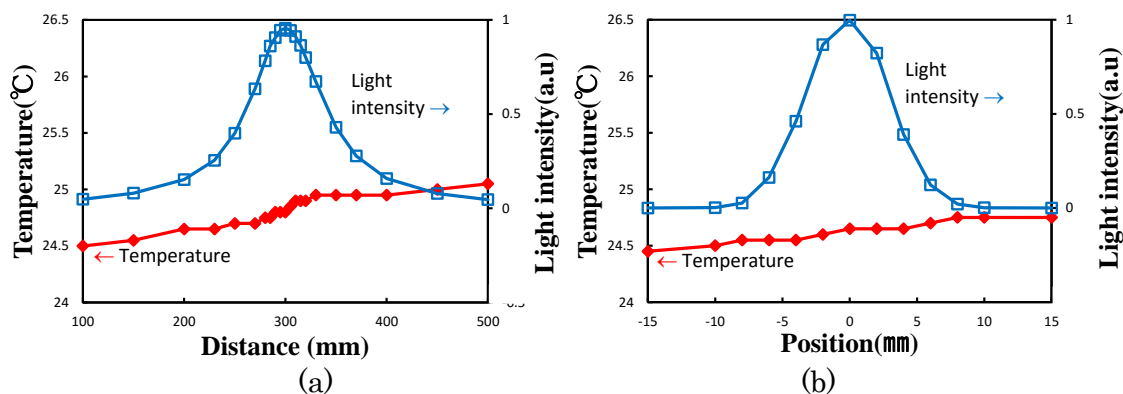 26.5
26
25.5
25
24.5
24
1
0.5
0
Temperature(℃)
Light intensity(a.u)
Light
intensity →
← Temperature
100 200 300 400 500
Distance (mm)
(a)
26.5
26
25.5
25
24.5
24
1
0.5
0
Temperature(℃)
Light intensity(a.u)
Light
intensity →
← Temperature
-15 -10 -5 0 5 10 15
Position(㎜)
(b)